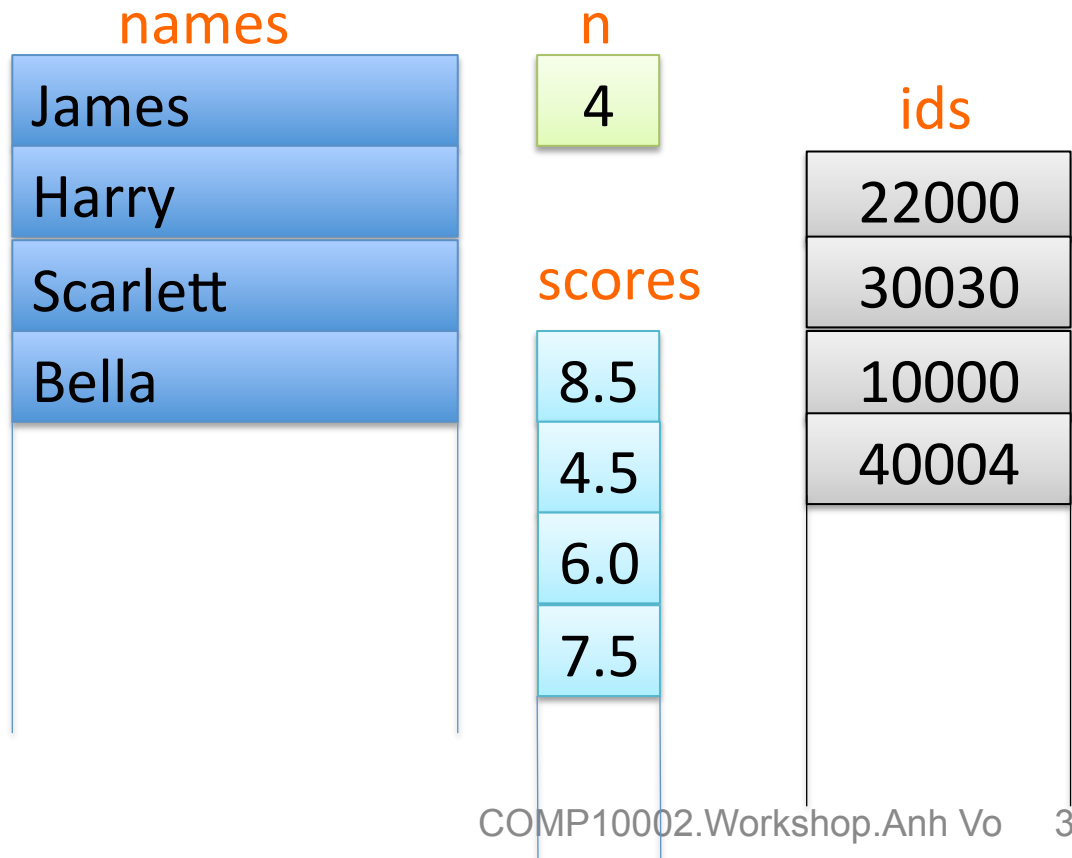 names
James
Harry
Scarlett
Bella
n
4
scores
8.5
4.5
6.0
7.5
ids
22000
30030
10000
40004
COMP10002.Workshop.Anh Vo 3